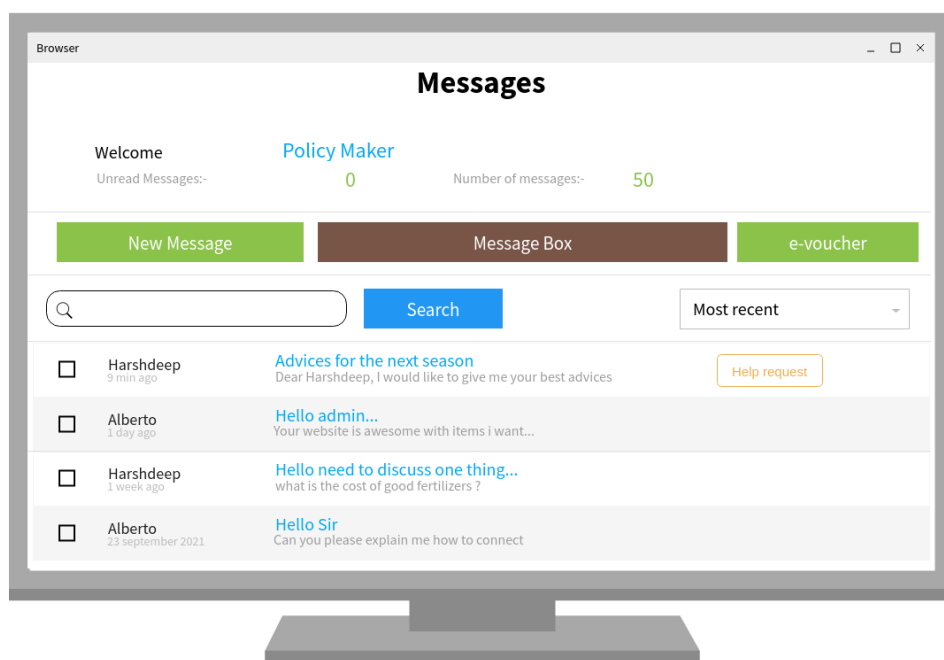 Browser
Messages
Welcome Policy Maker
Unread Messages:- 0 Number of messages:- 50
New Message Message Box e-voucher
Search Most recent
Harshdeep Advices for the next season
9 min ago Dear Harshdeep, I would like to give me your best advices Help request
Alberto Hello admin...
1 day ago Your website is awesome with items i want...
Harshdeep Hello need to discuss one thing...
1 week ago what is the cost of good fertilizers ?
Alberto Hello Sir
23 september 2021 Can you please explain me how to connect